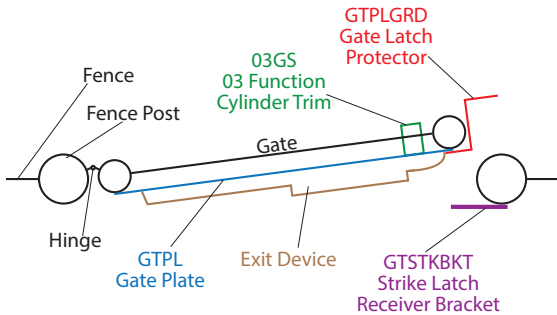 GTPLGRD
Gate Latch
Protector
03GS
03 Function
Cylinder Trim
Fence
Fence Post
Gate
Hinge
GTPL
Gate Plate
Exit Device
GTSTKBKT
Strike Latch
Receiver Bracket